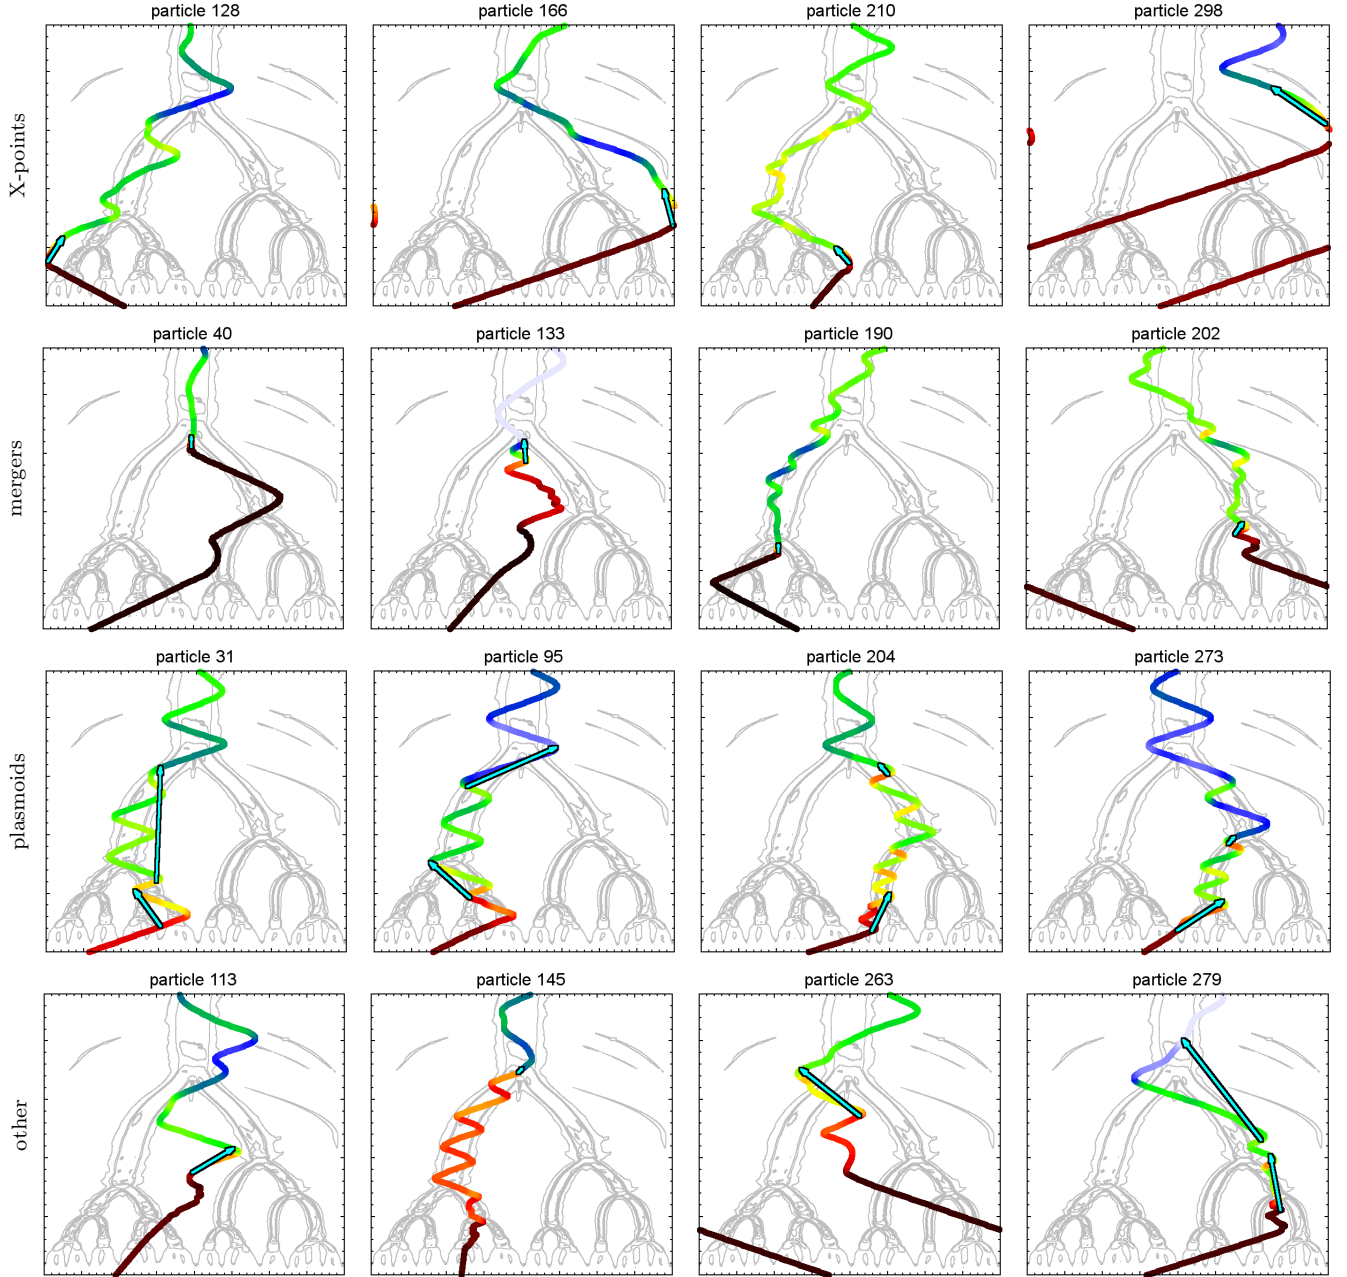 particle 128
particle 166
particle 210
particle 298
X-points
particle 40
particle 133
particle 190
particle 202
mergers
particle 31
particle 95
particle 204
particle 273
plasmoids
particle 113
particle 145
particle 263
particle 279
other